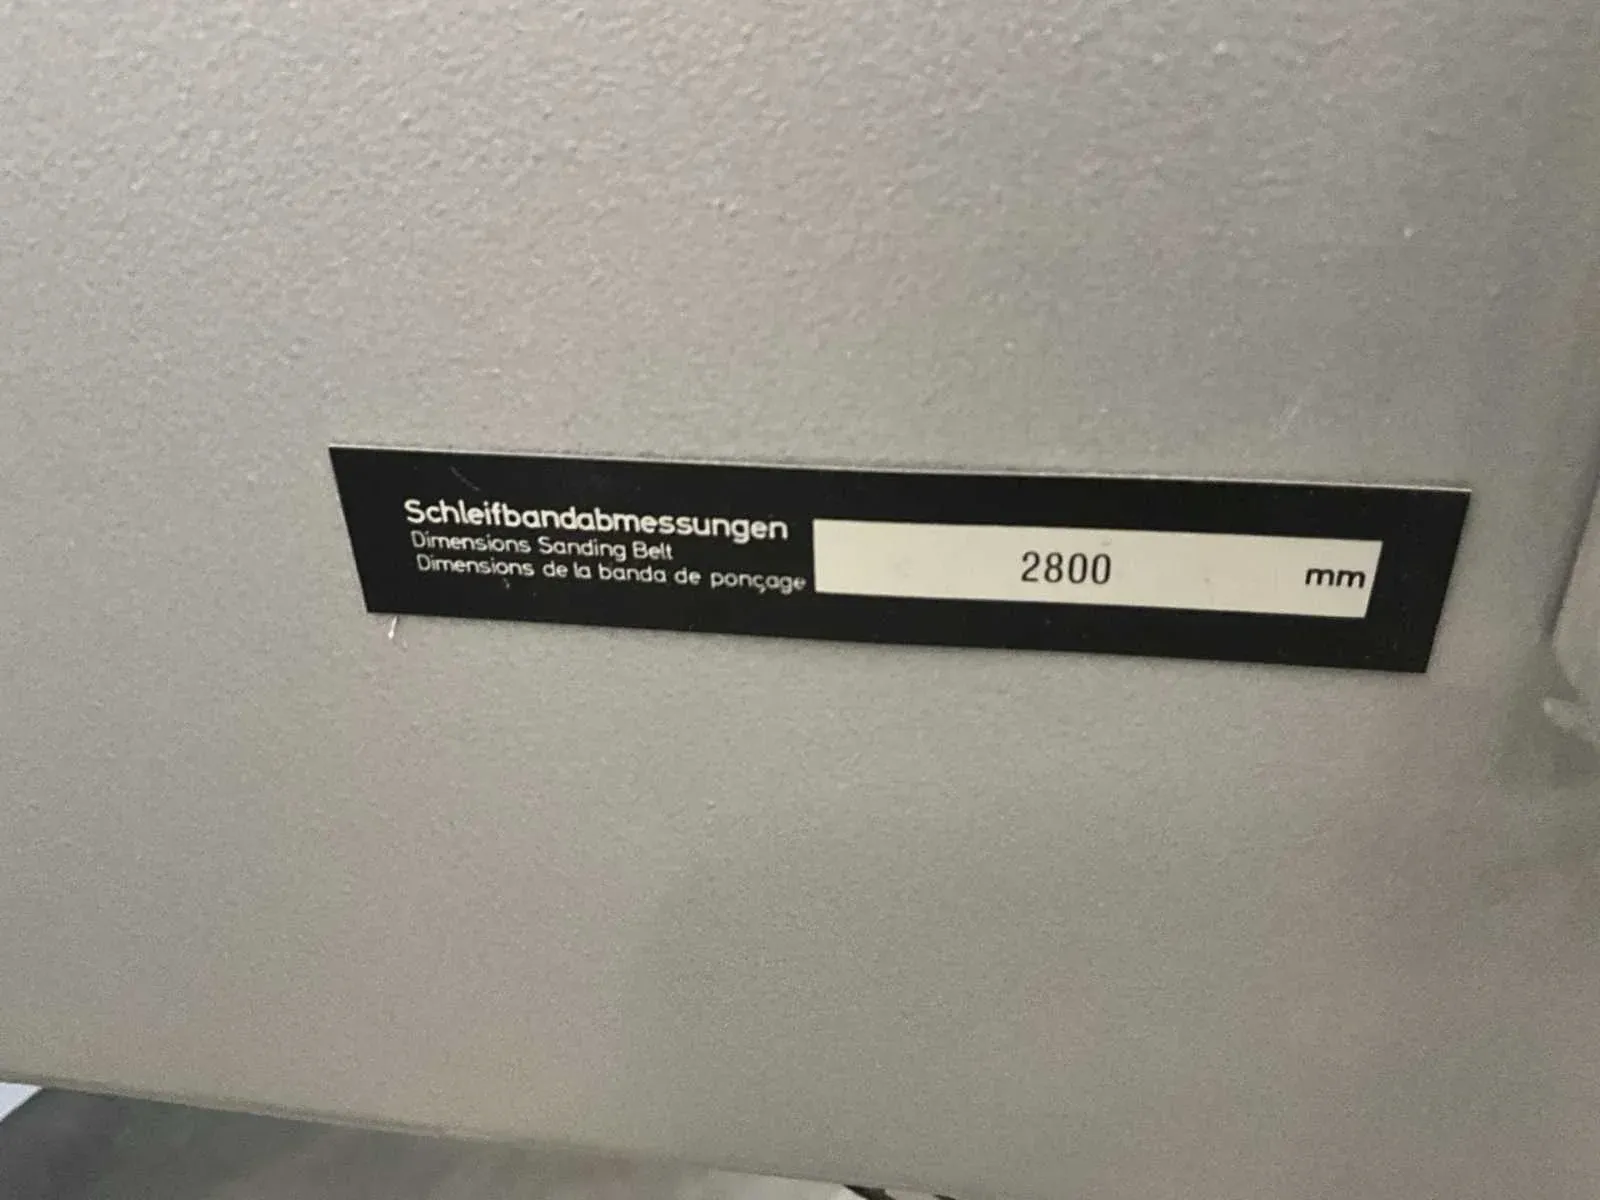 Schleifbandabmessungen
Dimensions Sanding Belt
Dimensions de la banda de ponçage
2800 mm